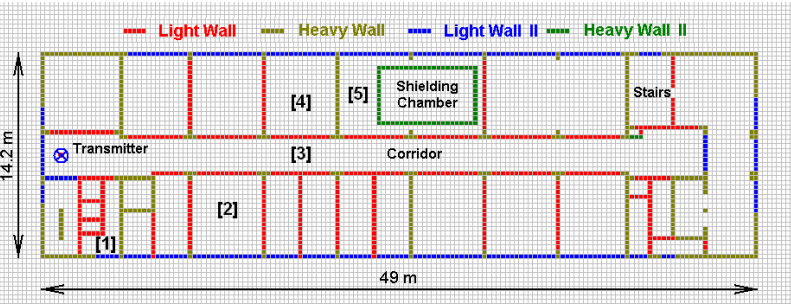 Light Wall Heavy Wall Light Wall II Heavy Wall II
[4] [5] Shielding Chamber Stairs
Transmitter [3] Corridor
14.2 m
[2]
[1]
49 m